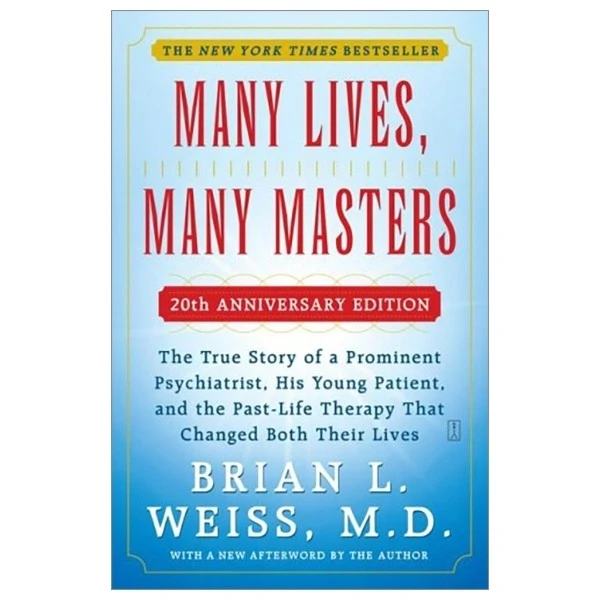 THE NEW YORK TIMES BESTSELLER
MANY LIVES,
MANY MASTERS
20th ANNIVERSARY EDITION
The True Story of a Prominent
Psychiatrist, His Young Patient,
and the Past-Life Therapy That
Changed Both Their Lives
BRIAN L.
WEISS, M.D.
WITH A NEW AFTERWORD BY THE AUTHOR